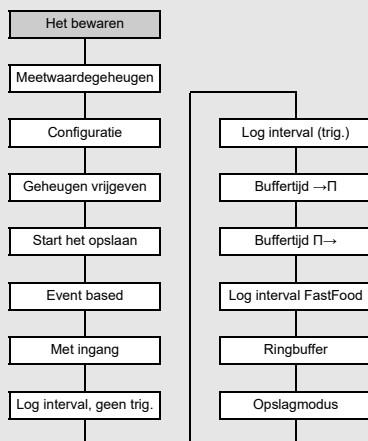 Het bewaren
Meetwaardegeheugen
Configuratie
Geheugen vrijgeven
Start het opslaan
Event based
Met ingang
Log interval, geen trig.
Log interval (trig.)
Buffertijd →Π
Buffertijd Π→
Log interval FastFood
Ringbuffer
Opslagmodus